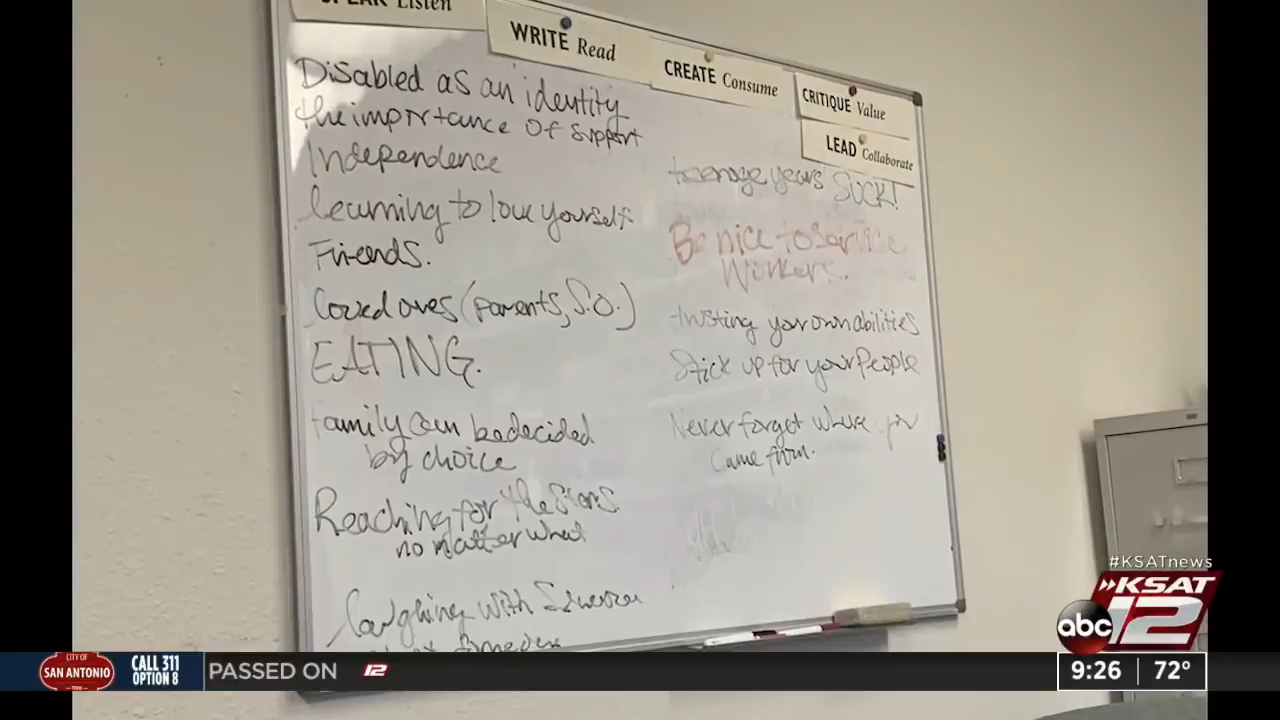 SPEAK Listen
WRITE Read
CREATE Consume
CRITIQUE Value
LEAD Collaborate
Disabled as an identity
the importance of support
Independence
learning to love yourself
Friends.
loved ones (parents, S.O.)
EATING.
family can be decided
by choice
Reaching for the stars
no matter what
laughing with
teenage years SUCK!
Be nice to service
Workers.
trusting your own abilities
Stick up for your People
Never forget where you
Came from.
#KSATnews
KSAT
abc 12
CITY OF
SAN ANTONIO
TEXAS
CALL 311
OPTION 8
PASSED ON
12
9:26
72°